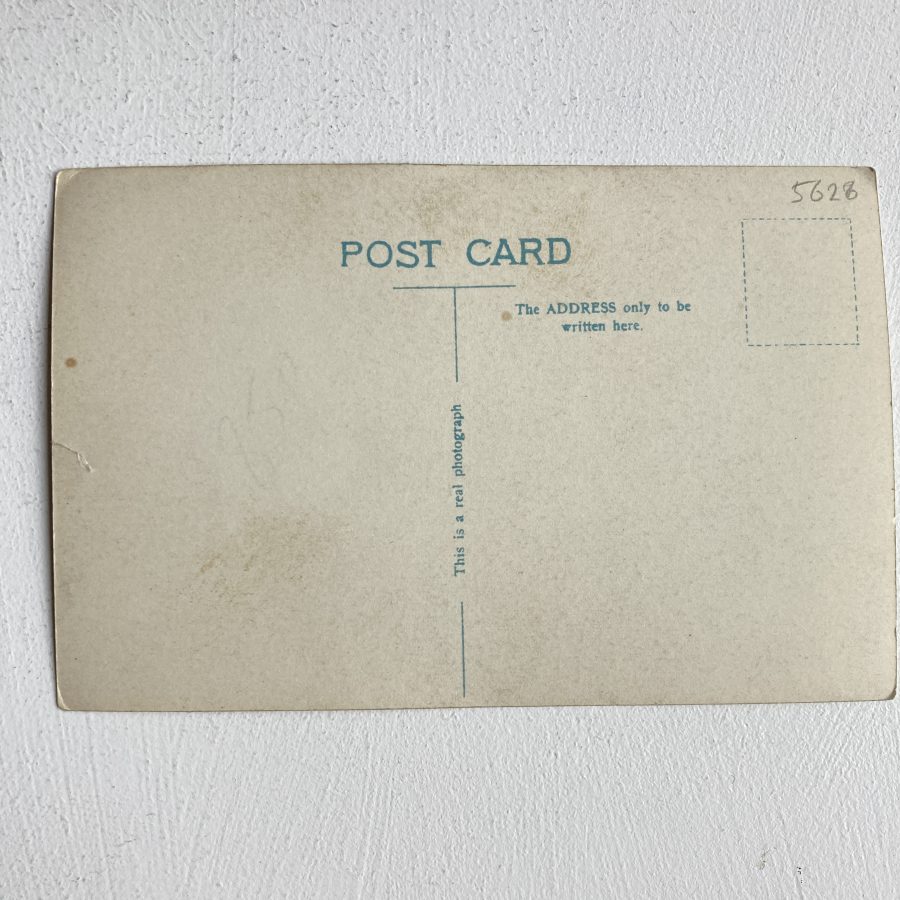 5628
POST CARD
The ADDRESS only to be
written here.
This is a real photograph